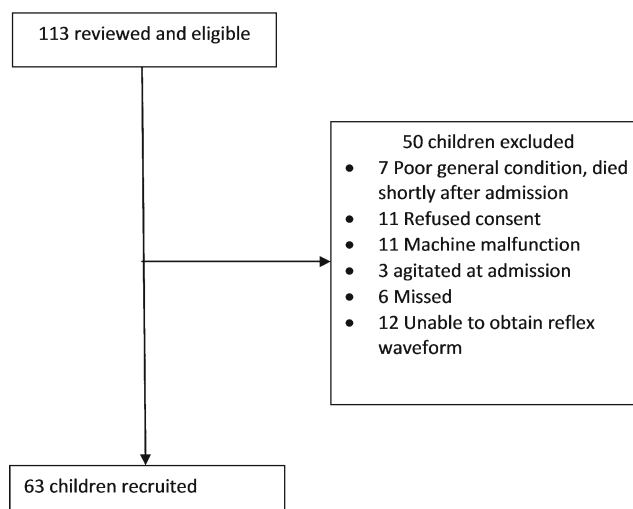 113 reviewed and eligible
50 children excluded
• 7 Poor general condition, died
shortly after admission
• 11 Refused consent
• 11 Machine malfunction
• 3 agitated at admission
• 6 Missed
• 12 Unable to obtain reflex
waveform
63 children recruited